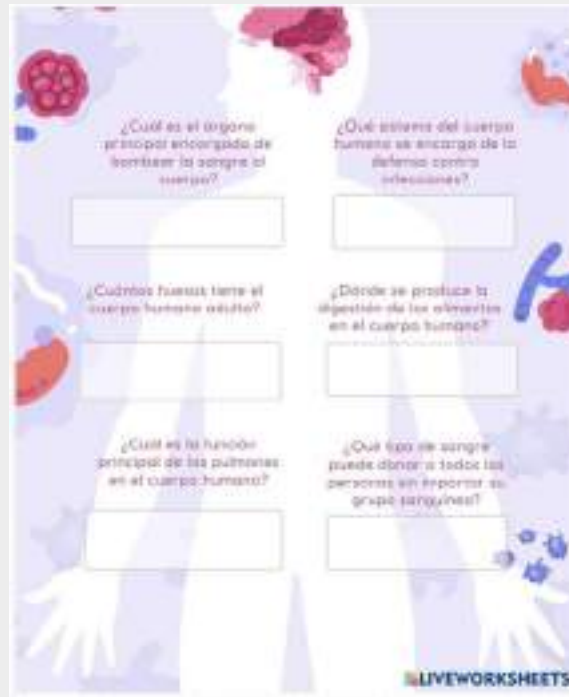 ¿Cuál es el órgano
principal encargado de
bombear la sangre al
cuerpo?
¿Qué sistema del cuerpo
humano se encarga de la
defensa contra
infecciones?
¿Cuántos huesos tiene el
cuerpo humano adulto?
¿Dónde se produce la
digestión de los alimentos
en el cuerpo humano?
¿Cuál es la función
principal de los pulmones
en el cuerpo humano?
¿Qué tipo de sangre
puede donar a todas las
personas sin importar su
grupo sanguíneo?
LIVEWORKSHEETS